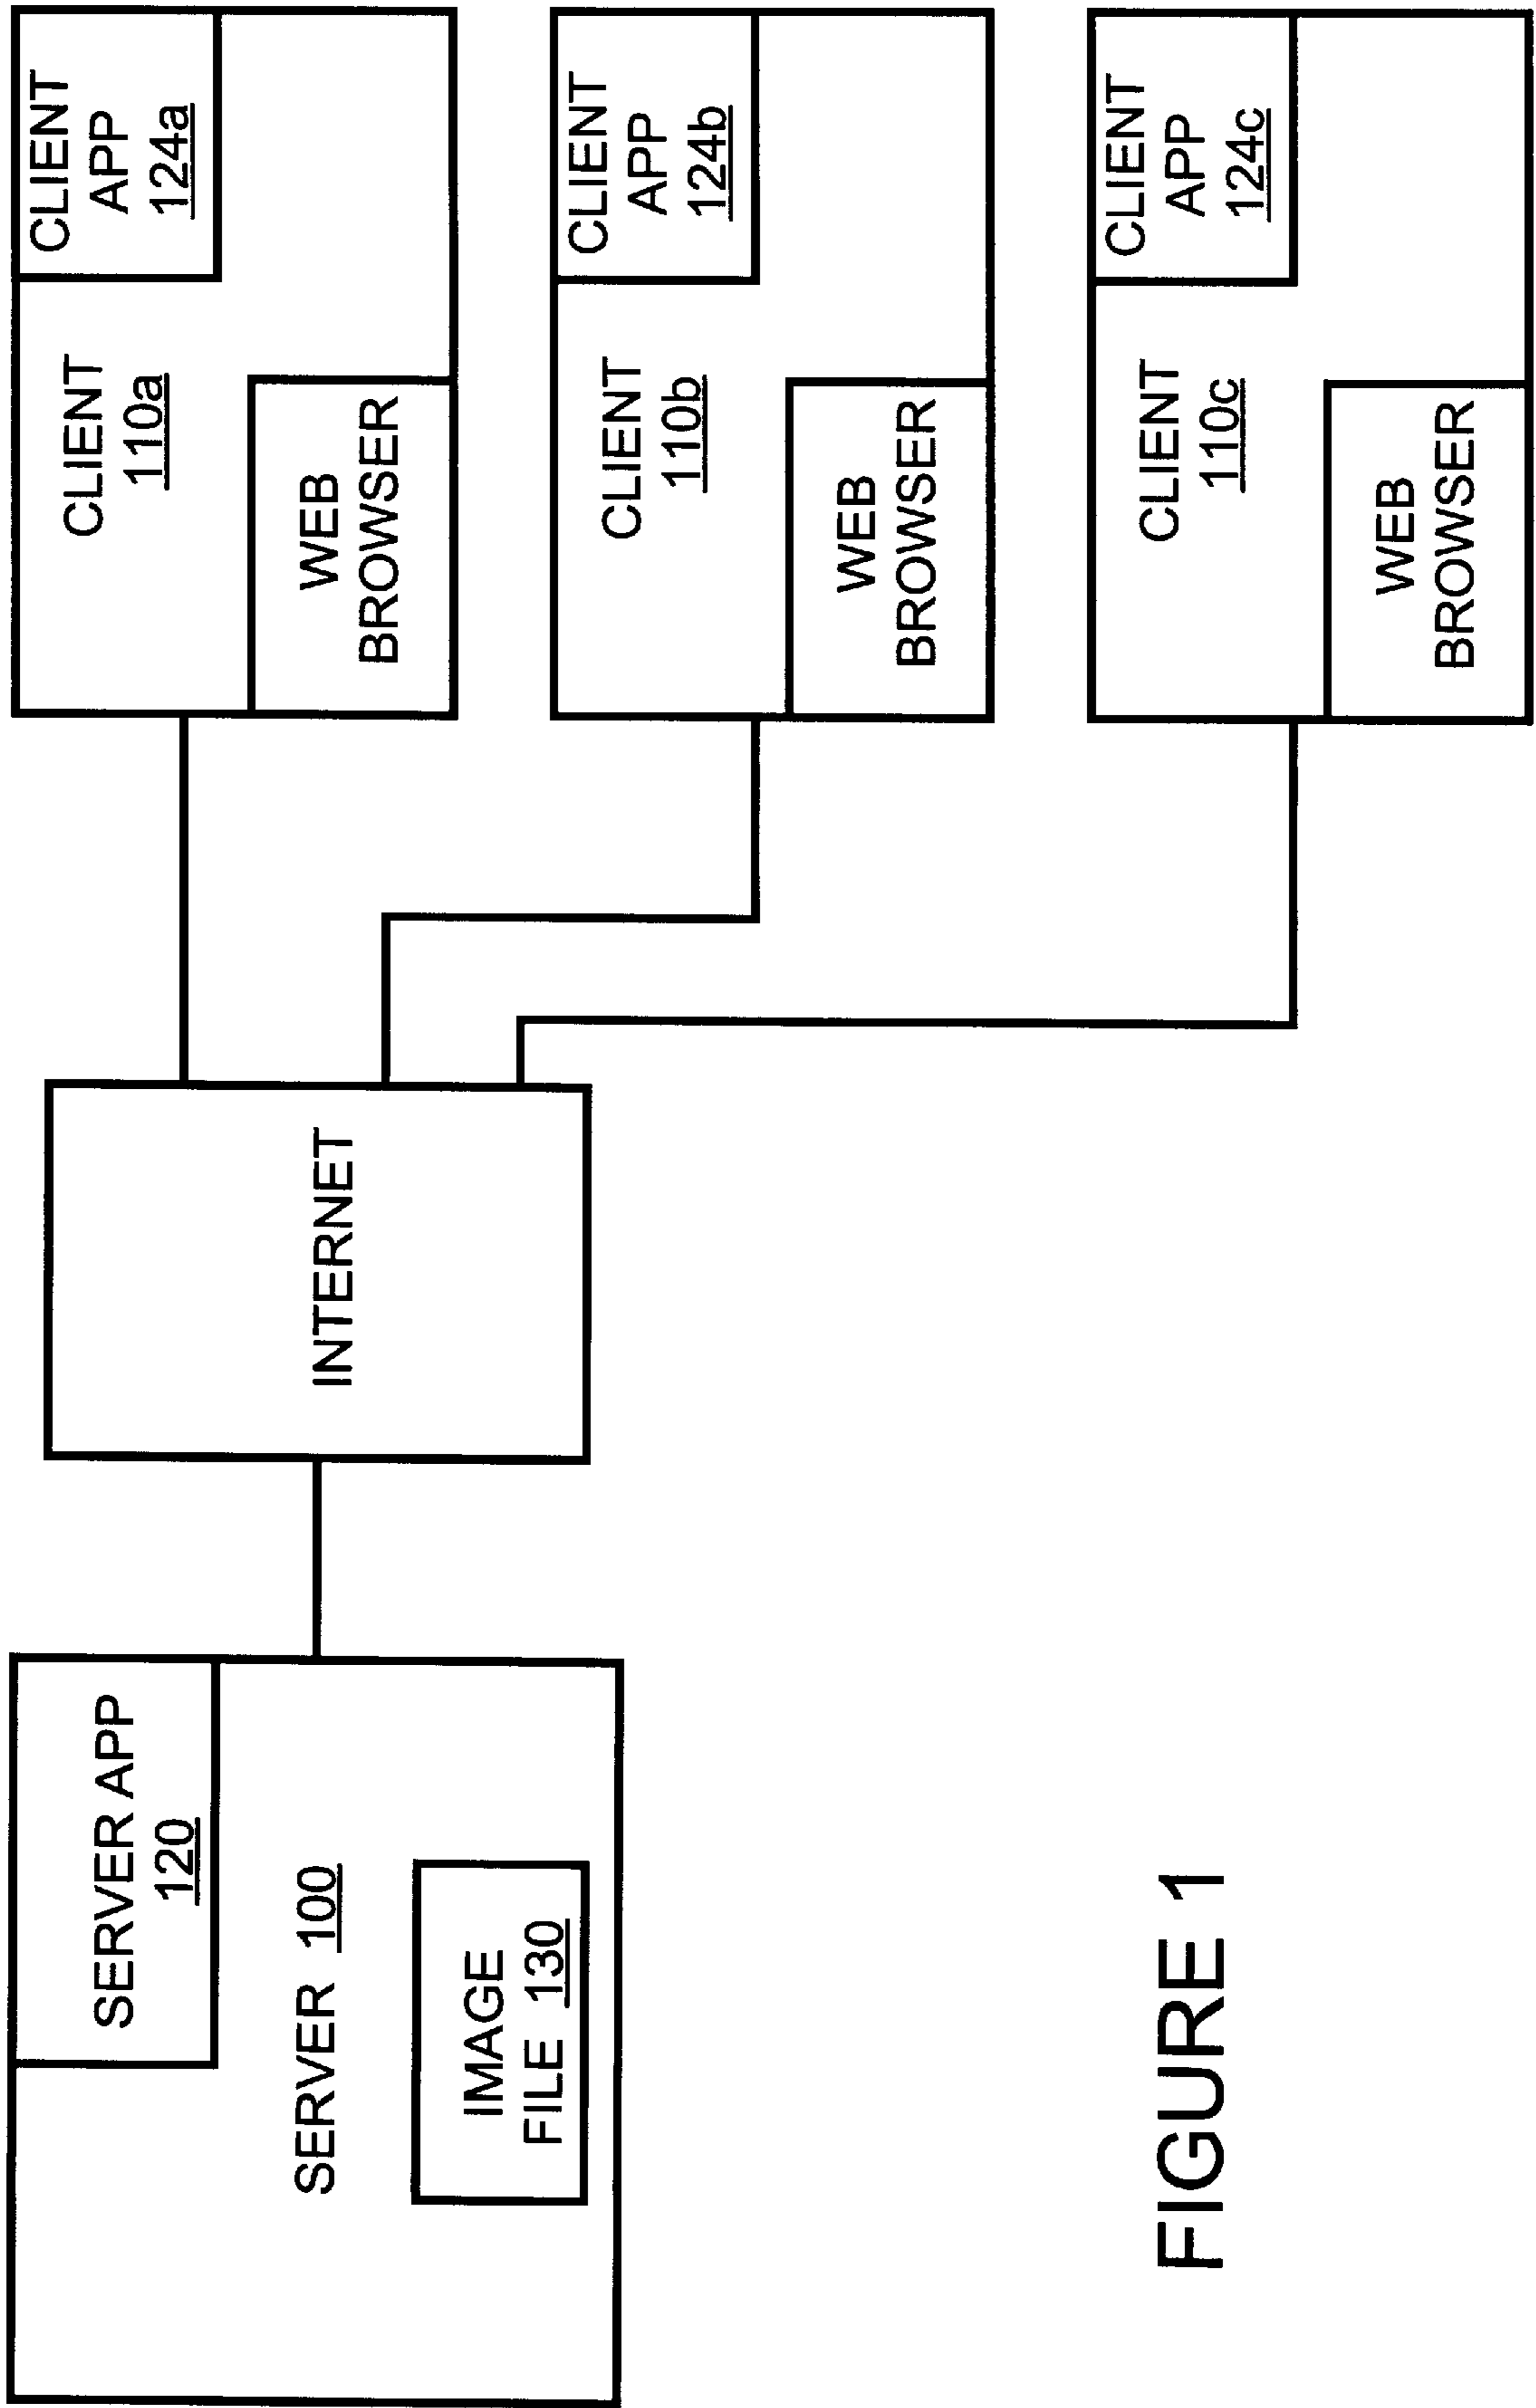 SERVER APP
120
SERVER 100
IMAGE
FILE 130
INTERNET
CLIENT
110a
CLIENT
APP
124a
WEB
BROWSER
CLIENT
110b
CLIENT
APP
124b
WEB
BROWSER
CLIENT
110c
CLIENT
APP
124c
WEB
BROWSER
FIGURE 1